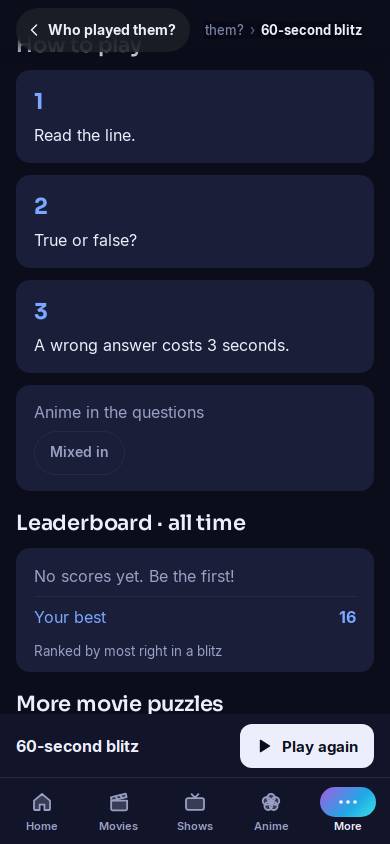 Who played them?
them? › 60-second blitz
How to play
1
Read the line.
2
True or false?
3
A wrong answer costs 3 seconds.
Anime in the questions
Mixed in
Leaderboard · all time
No scores yet. Be the first!
Your best 16
Ranked by most right in a blitz
More movie puzzles
60-second blitz
Play again
Home Movies Shows Anime More